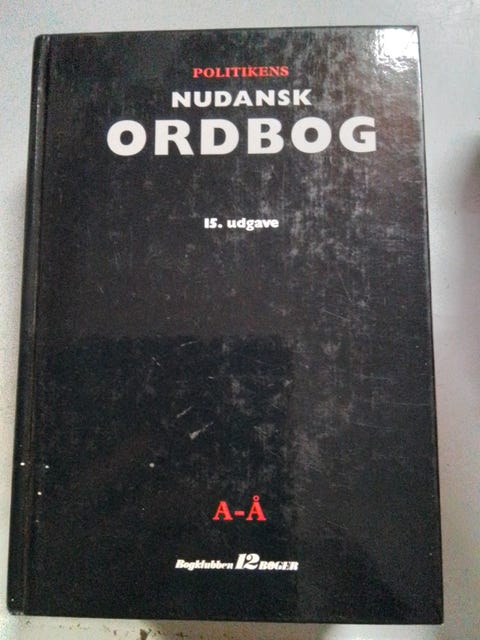 POLITIKENS
NUDANSK
ORDBOG
15. udgave
A-Å
Bogklubben 12 BØGER